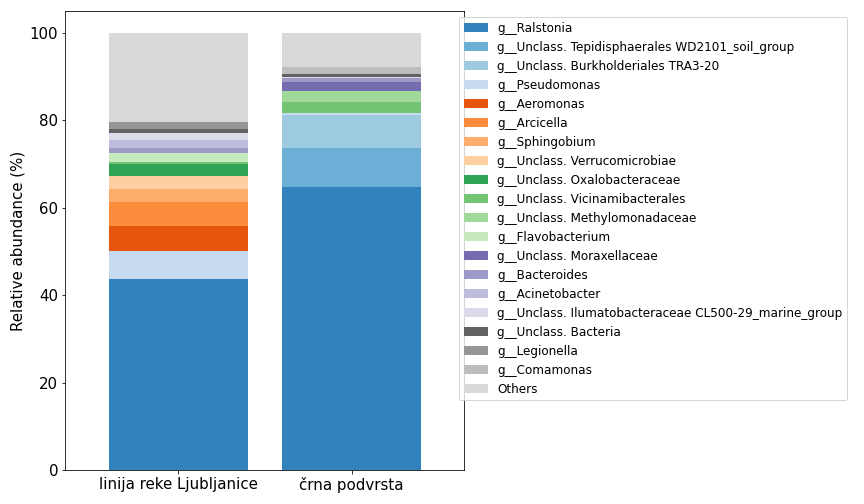 100
80
60
40
20
0
Relative abundance (%)
linija reke Ljubljanice
črna podvrsta
g__Ralstonia
g__Unclass. Tepidisphaerales WD2101_soil_group
g__Unclass. Burkholderiales TRA3-20
g__Pseudomonas
g__Aeromonas
g__Arcicella
g__Sphingobium
g__Unclass. Verrucomicrobiae
g__Unclass. Oxalobacteraceae
g__Unclass. Vicinamibacterales
g__Unclass. Methylomonadaceae
g__Flavobacterium
g__Unclass. Moraxellaceae
g__Bacteroides
g__Acinetobacter
g__Unclass. Ilumatobacteraceae CL500-29_marine_group
g__Unclass. Bacteria
g__Legionella
g__Comamonas
Others